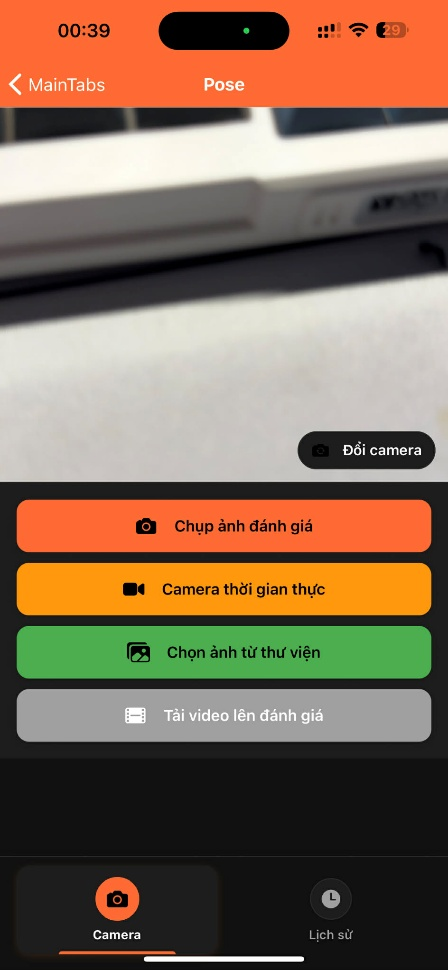 00:39
29
MainTabs
Pose
Đổi camera
Chụp ảnh đánh giá
Camera thời gian thực
Chọn ảnh từ thư viện
Tải video lên đánh giá
Camera
Lịch sử